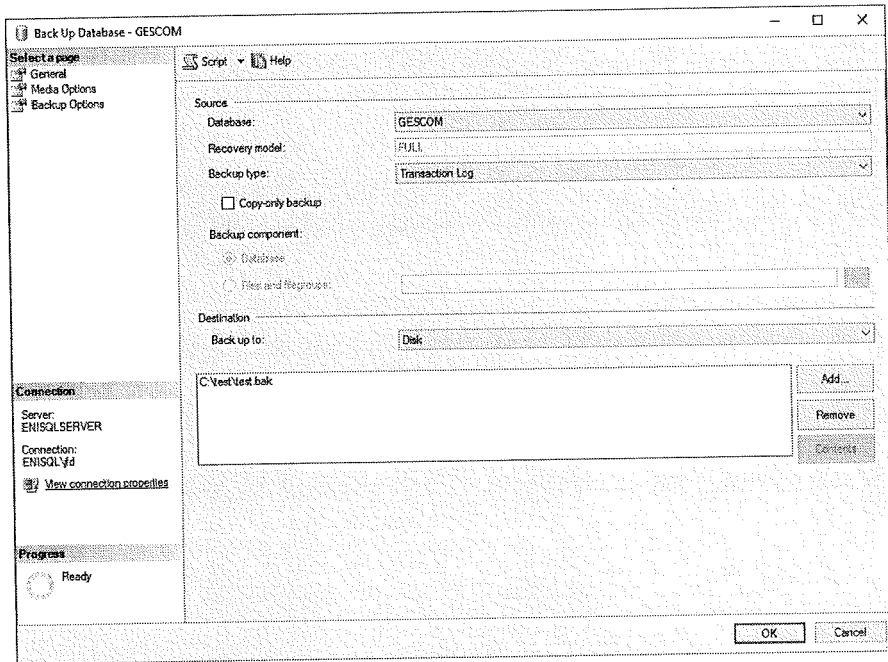 Back Up Database - GESCOM
Select a page
General
Media Options
Backup Options
Script Help
Source
Database: GESCOM
Recovery model: FULL
Backup type: Transaction Log
Copy-only backup
Backup component:
Database
Files and filegroups:
Destination
Back up to: Disk
C:\test\test.bak
Add...
Remove
Contents
Connection
Server:
ENISQLSERVER
Connection:
ENISQL\jfd
View connection properties
Progress
Ready
OK Cancel